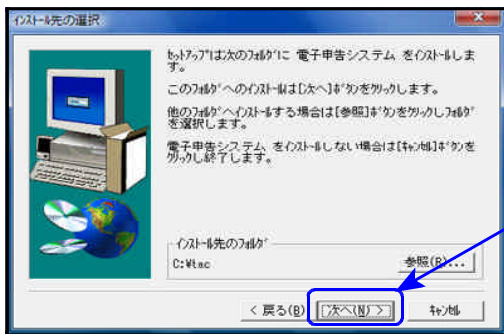 ｲﾝｽﾄｰﾙ先の選択
ｾｯﾄｱｯﾌﾟは次のﾌｫﾙﾀﾞに 電子申告システム をｲﾝｽﾄｰﾙしま
す。
このﾌｫﾙﾀﾞへのｲﾝｽﾄｰﾙは[次へ]ﾎﾞﾀﾝをｸﾘｯｸします。
他のﾌｫﾙﾀﾞへｲﾝｽﾄｰﾙする場合は[参照]ﾎﾞﾀﾝをｸﾘｯｸしﾌｫﾙﾀﾞ
を選択します。
電子申告システム をｲﾝｽﾄｰﾙしない場合は[ｷｬﾝｾﾙ]ﾎﾞﾀﾝを
ｸﾘｯｸし終了します。
ｲﾝｽﾄｰﾙ先のﾌｫﾙﾀﾞ
C:¥tac
参照(R)...
< 戻る(B)
次へ(N) >
ｷｬﾝｾﾙ